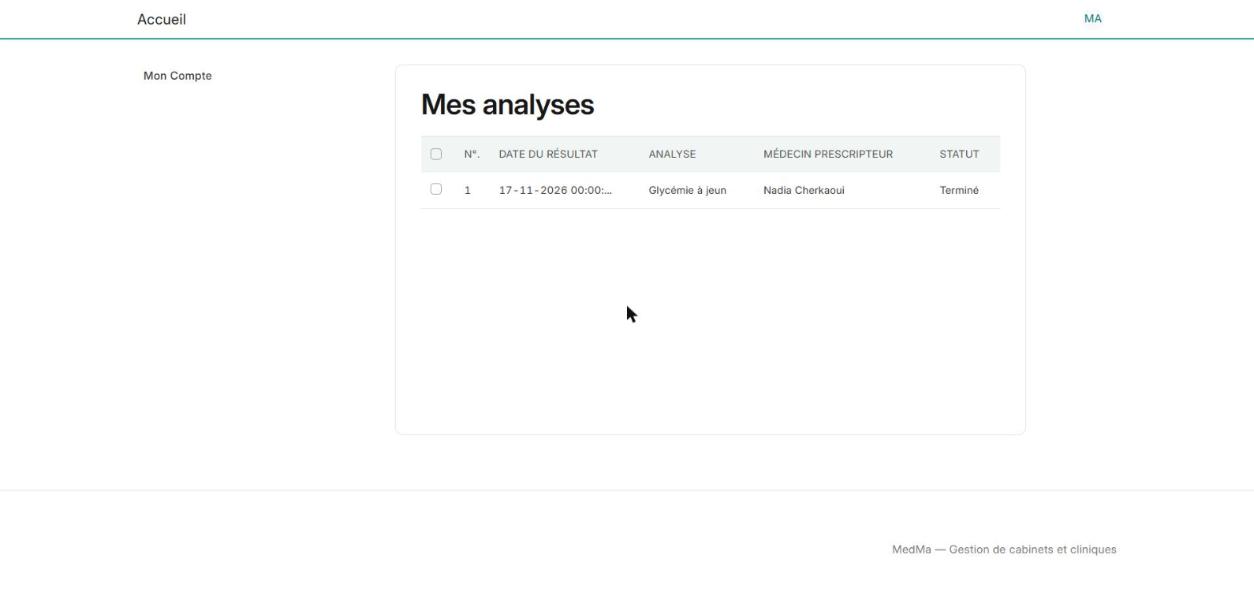 Accueil
MA
Mon Compte
Mes analyses
N°. DATE DU RÉSULTAT ANALYSE MÉDECIN PRESCRIPTEUR STATUT
1 17-11-2026 00:00:... Glycémie à jeun Nadia Cherkaoui Terminé
MedMa — Gestion de cabinets et cliniques